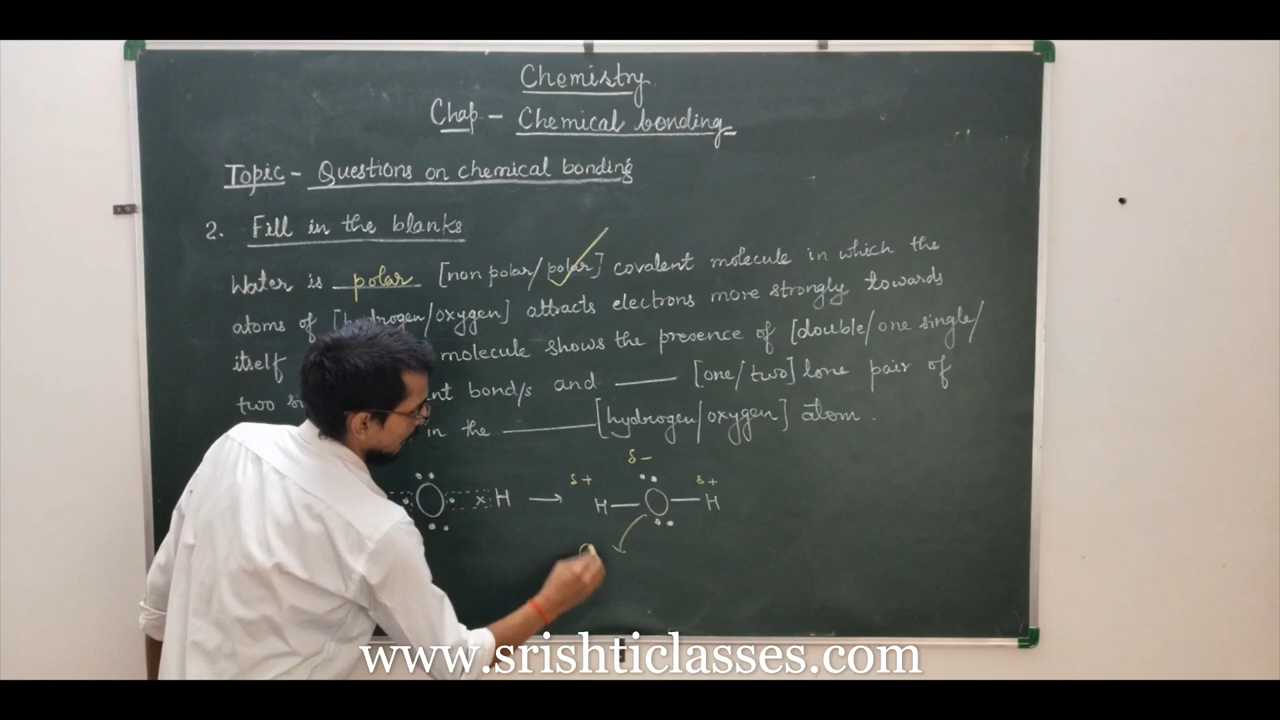 Chemistry
Chap - Chemical bonding
Topic - Questions on chemical bonding
2. Fill in the blanks
Water is polar [non polar/polar] covalent molecule in which the
atoms of [hydrogen/oxygen] attracts electrons more strongly towards
itself molecule shows the presence of [double/one single/
two bond/s and ____ [one/two] lone pair of
in the ____ [hydrogen/oxygen] atom.
δ+ δ- δ+
O x H → H - O - H
www.srishticlasses.com